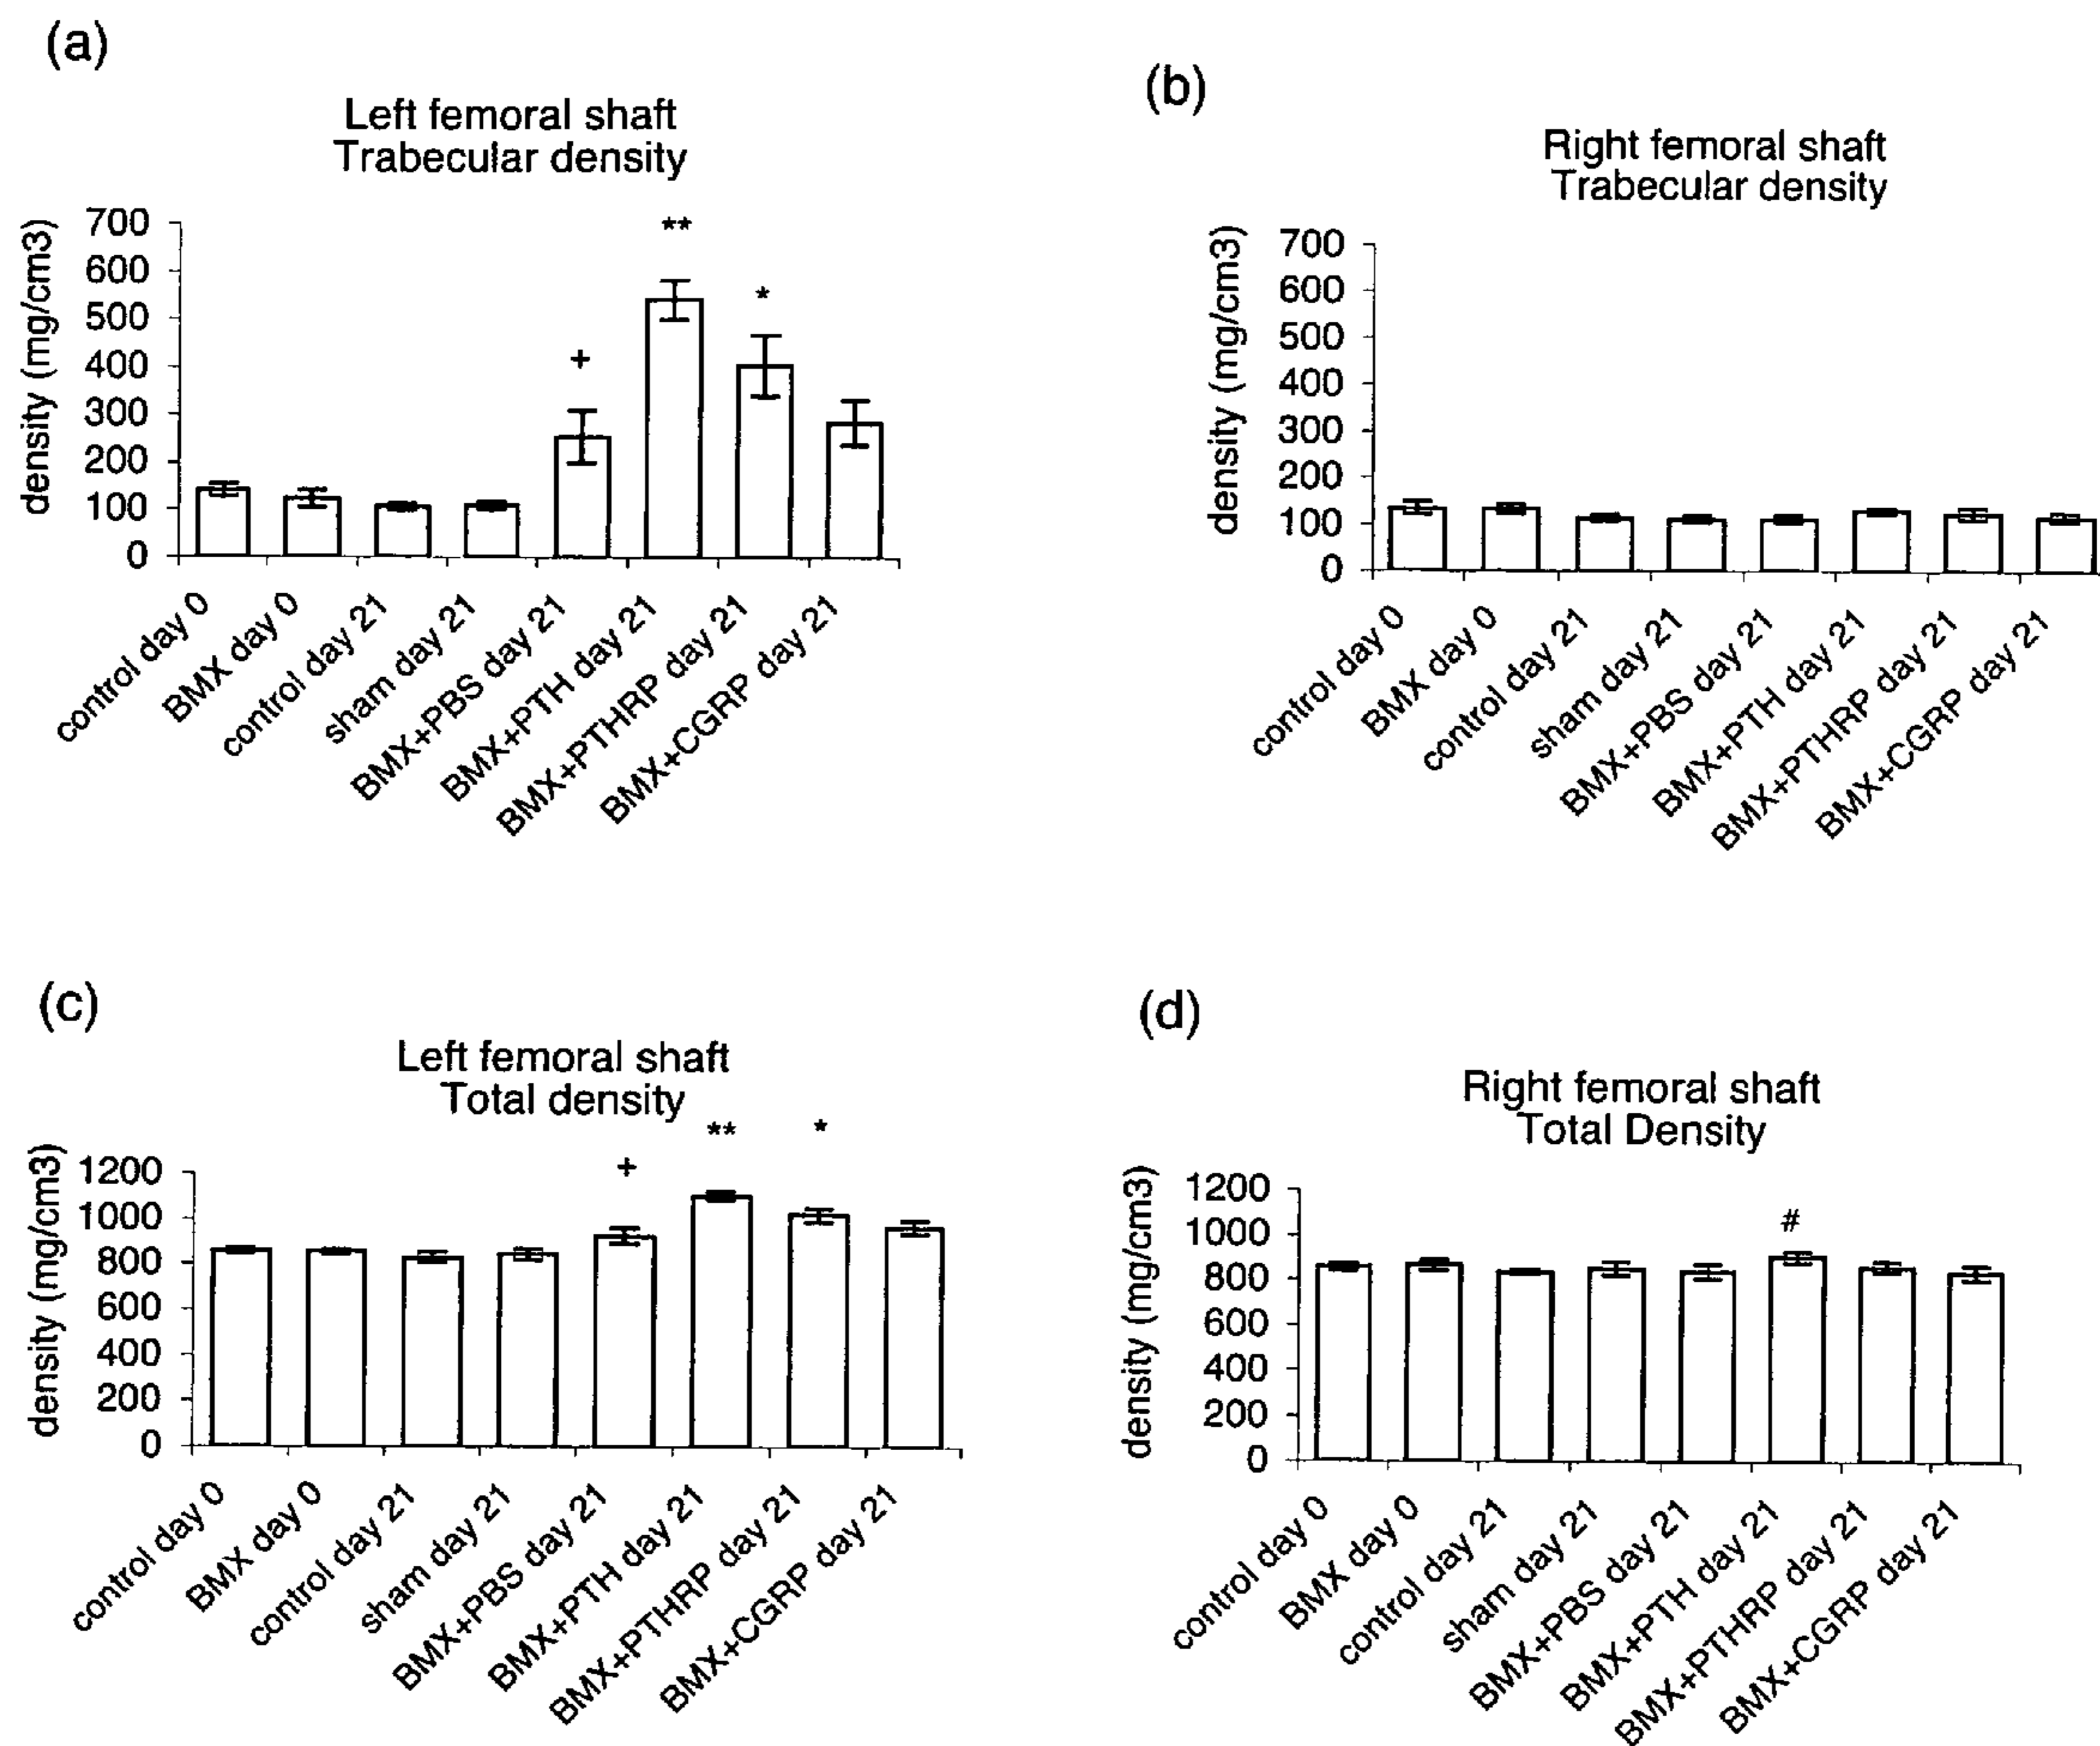 (a)
Left femoral shaft
Trabecular density
density (mg/cm3)
700
600
500
400
300
200
100
0
+
**
*
control day 0
BMX day 0
control day 21
sham day 21
BMX+PBS day 21
BMX+PTH day 21
BMX+PTHRP day 21
BMX+CGRP day 21
(b)
Right femoral shaft
Trabecular density
density (mg/cm3)
700
600
500
400
300
200
100
0
control day 0
BMX day 0
control day 21
sham day 21
BMX+PBS day 21
BMX+PTH day 21
BMX+PTHRP day 21
BMX+CGRP day 21
(c)
Left femoral shaft
Total density
density (mg/cm3)
1200
1000
800
600
400
200
0
+
**
*
control day 0
BMX day 0
control day 21
sham day 21
BMX+PBS day 21
BMX+PTH day 21
BMX+PTHRP day 21
BMX+CGRP day 21
(d)
Right femoral shaft
Total Density
density (mg/cm3)
1200
1000
800
600
400
200
0
#
control day 0
BMX day 0
control day 21
sham day 21
BMX+PBS day 21
BMX+PTH day 21
BMX+PTHRP day 21
BMX+CGRP day 21